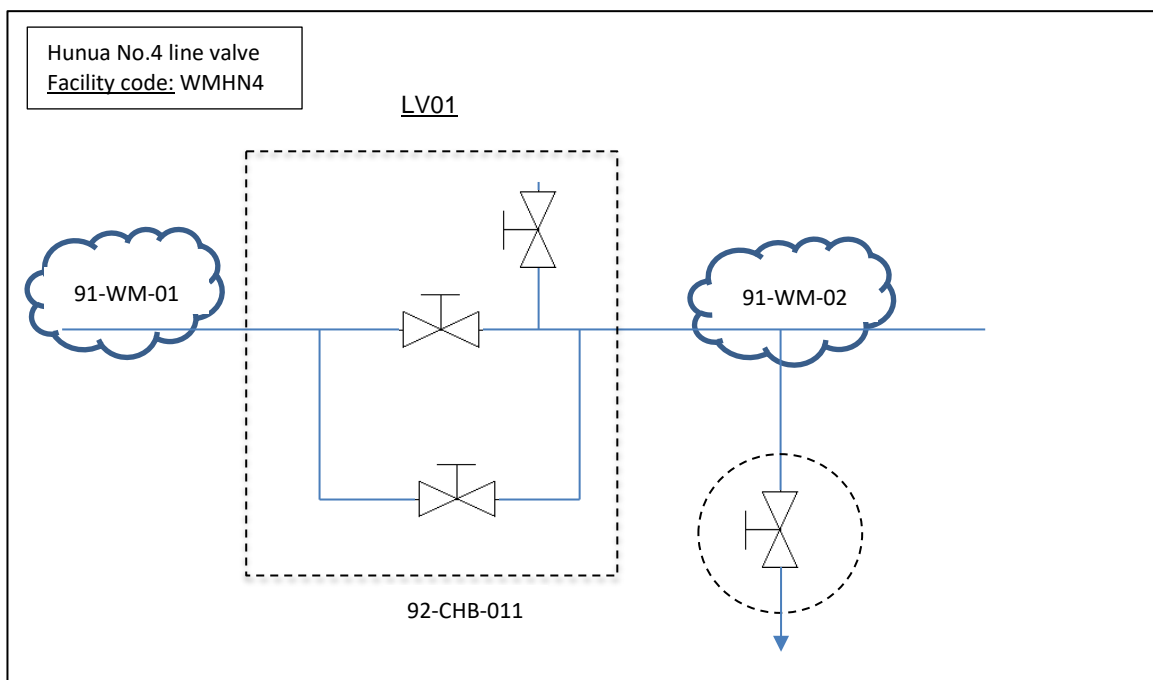 Hunua No.4 line valve
Facility code: WMHN4
LV01
91-WM-01
91-WM-02
92-CHB-011